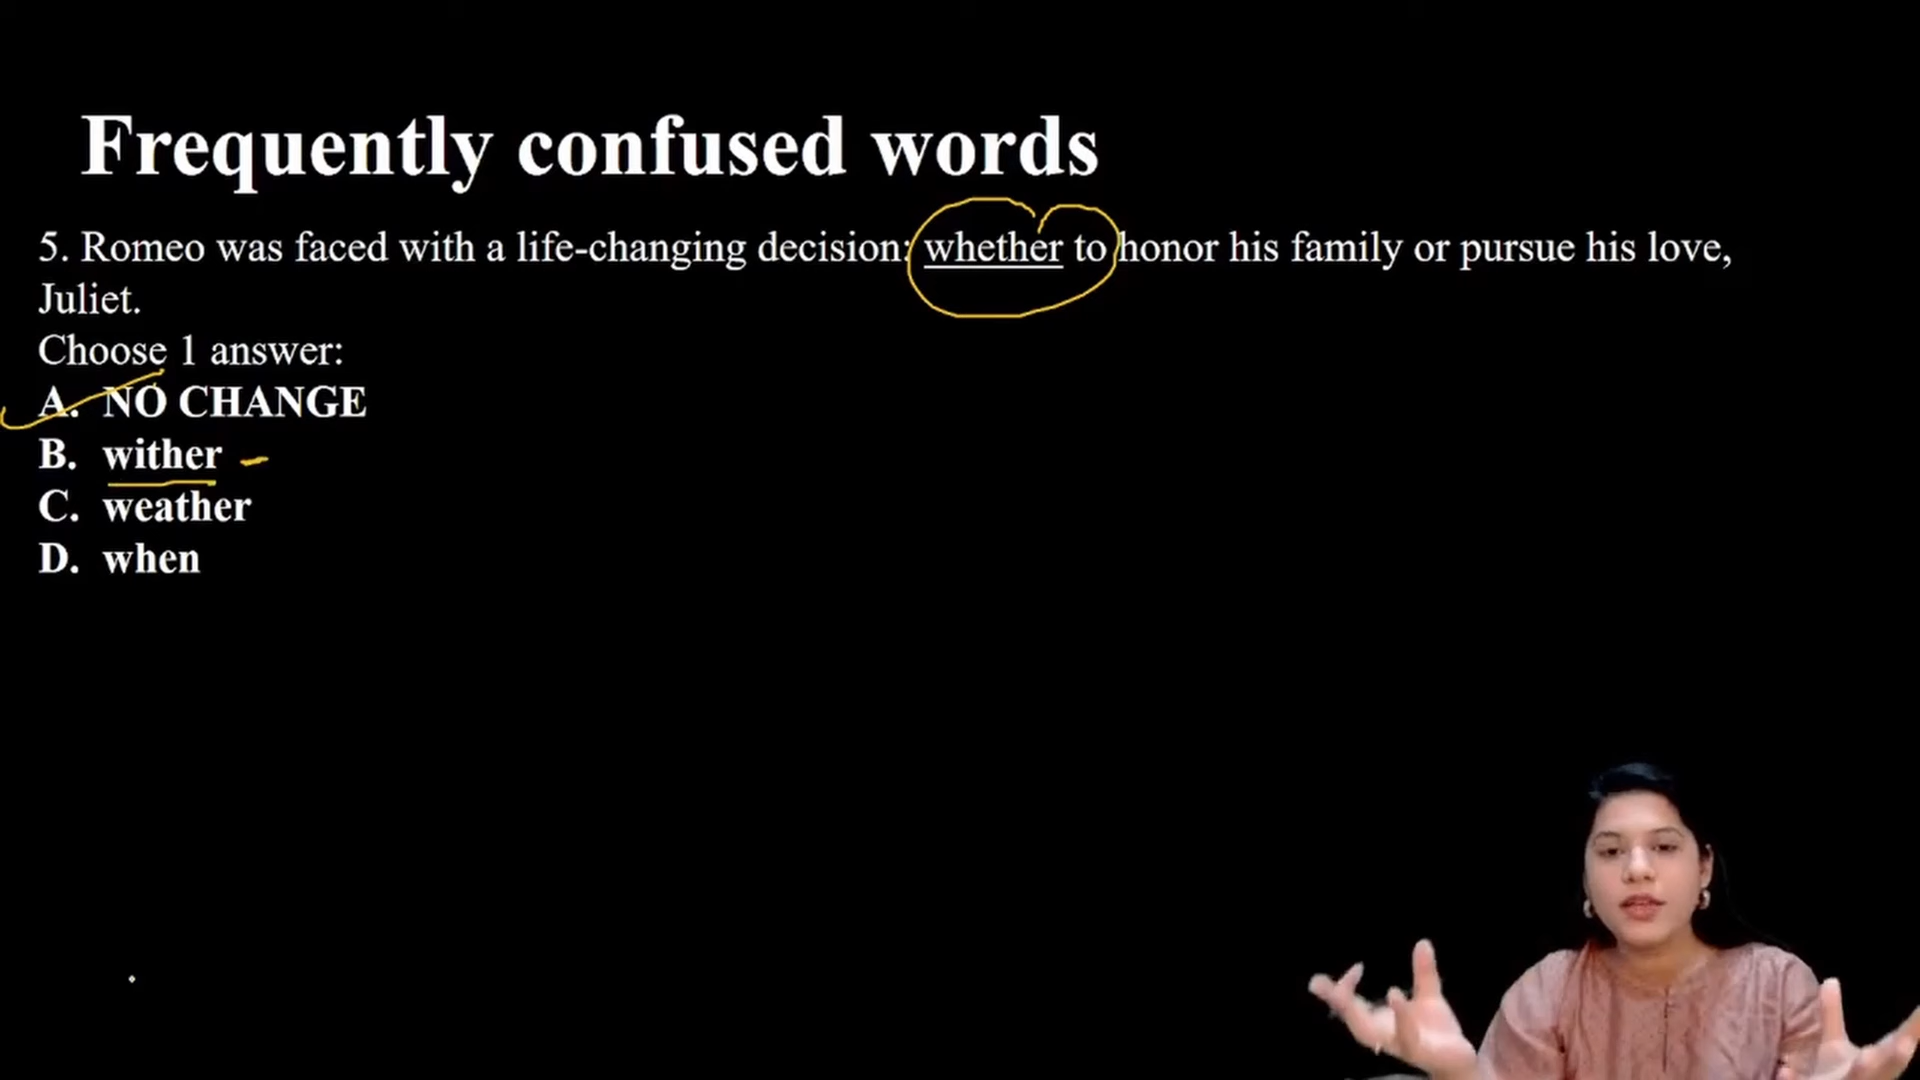 Frequently confused words
5. Romeo was faced with a life-changing decision: whether to honor his family or pursue his love,
Juliet.
Choose 1 answer:
A. NO CHANGE
B. wither
C. weather
D. when